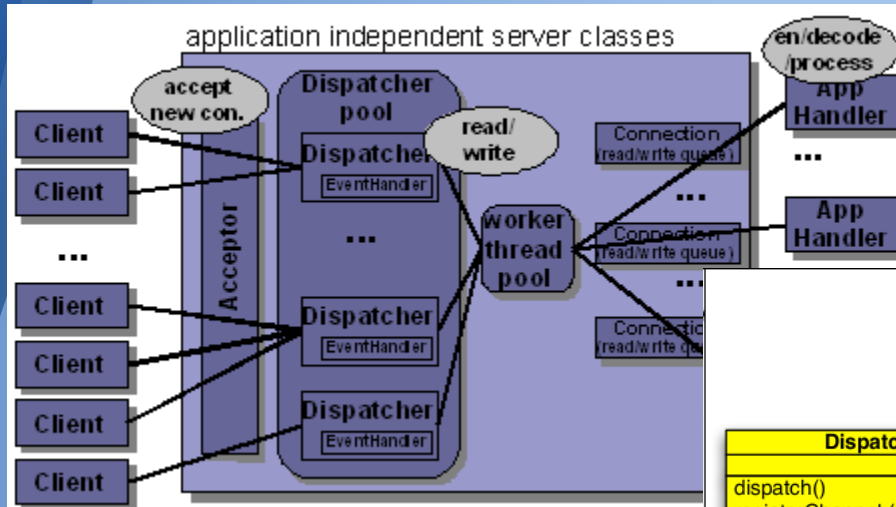 application independent server classes
en/decode
/process
accept
new con.
Dispatcher
pool
read/
write
Client
Client
...
Client
Client
Client
Client
Acceptor
Dispatcher
EventHandler
...
Dispatcher
EventHandler
Dispatcher
EventHandler
worker
thread
pool
Connection
(read/write queue)
...
Connection
(read/write queue)
...
(read/write
App
Handler
...
App
Handler
dispatch()